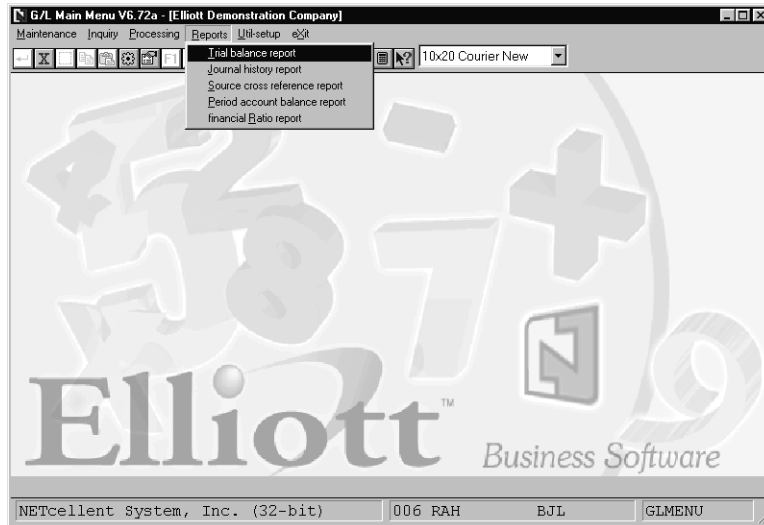 G/L Main Menu V6.72a - [Elliott Demonstration Company]
Maintenance Inquiry Processing Reports Util-setup eXit
F1 10x20 Courier New
Trial balance report
Journal history report
Source cross reference report
Period account balance report
financial Ratio report
Elliott™
Business Software
NETcellent System, Inc. (32-bit) 006 RAH BJL GLMENU